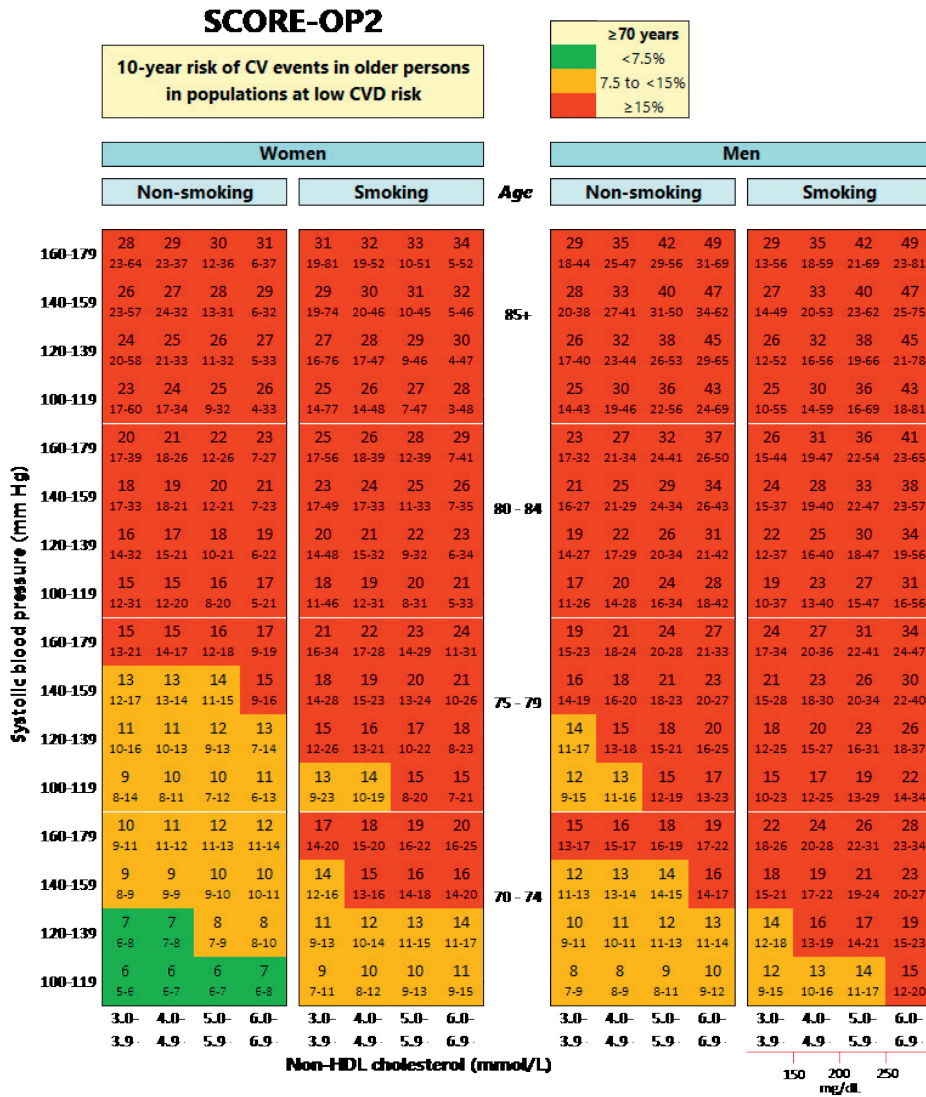 SCORE-OP2
10-year risk of CV events in older persons
in populations at low CVD risk
≥70 years
<7.5%
7.5 to <15%
≥15%
Women Men
Non-smoking Smoking Age Non-smoking Smoking
Systolic blood pressure (mm Hg)
160-179 28 29 30 31 31 32 33 34 29 35 42 49 29 35 42 49
23-64 23-37 12-36 6-37 19-81 19-52 10-51 5-52 18-44 25-47 29-56 31-69 13-56 18-59 21-69 23-81
140-159 26 27 28 29 29 30 31 32 28 33 40 47 27 33 40 47
23-57 24-32 13-31 6-32 19-74 20-46 10-45 5-46 85+ 20-38 27-41 31-50 34-62 14-49 20-53 23-62 25-75
120-139 24 25 26 27 27 28 29 30 26 32 38 45 26 32 38 45
20-58 21-33 11-32 5-33 16-76 17-47 9-46 4-47 17-40 23-44 26-53 29-65 12-52 16-56 19-66 21-78
100-119 23 24 25 26 25 26 27 28 25 30 36 43 25 30 36 43
17-60 17-34 9-32 4-33 14-77 14-48 7-47 3-48 14-43 19-46 22-56 24-69 10-55 14-59 16-69 18-81
160-179 20 21 22 23 25 26 28 29 23 27 32 37 26 31 36 41
17-39 18-26 12-26 7-27 17-56 18-39 12-39 7-41 17-32 21-34 24-41 26-50 15-44 19-47 22-54 23-65
140-159 18 19 20 21 23 24 25 26 21 25 29 34 24 28 33 38
17-33 18-21 12-21 7-23 17-49 17-33 11-33 7-35 80 - 84 16-27 21-29 24-34 26-43 15-37 19-40 22-47 23-57
120-139 16 17 18 19 20 21 22 23 19 22 26 31 22 25 30 34
14-32 15-21 10-21 6-22 14-48 15-32 9-32 6-34 14-27 17-29 20-34 21-42 12-37 16-40 18-47 19-56
100-119 15 15 16 17 18 19 20 21 17 20 24 28 19 23 27 31
12-31 12-20 8-20 5-21 11-46 12-31 8-31 5-33 11-26 14-28 16-34 18-42 10-37 13-40 15-47 16-56
160-179 15 15 16 17 21 22 23 24 19 21 24 27 24 27 31 34
13-21 14-17 12-18 9-19 16-34 17-28 14-29 11-31 15-23 18-24 20-28 21-33 17-34 20-36 22-41 24-47
140-159 13 13 14 15 18 19 20 21 16 18 21 23 21 23 26 30
12-17 13-14 11-15 9-16 14-28 15-23 13-24 10-26 75 - 79 14-19 16-20 18-23 20-27 15-28 18-30 20-34 22-40
120-139 11 11 12 13 15 16 17 18 14 15 18 20 18 20 23 26
10-16 10-13 9-13 7-14 12-26 13-21 10-22 8-23 11-17 13-18 15-21 16-25 12-25 15-27 16-31 18-37
100-119 9 10 10 11 13 14 15 15 12 13 15 17 15 17 19 22
8-14 8-11 7-12 6-13 9-23 10-19 8-20 7-21 9-15 11-16 12-19 13-23 10-23 12-25 13-29 14-34
160-179 10 11 12 12 17 18 19 20 15 16 18 19 22 24 26 28
9-11 11-12 11-13 11-14 14-20 15-20 16-22 16-25 13-17 15-17 16-19 17-22 18-26 20-28 22-31 23-34
140-159 9 9 10 10 14 15 16 16 12 13 14 16 18 19 21 23
8-9 9-9 9-10 10-11 12-16 13-16 14-18 14-20 70 - 74 11-13 13-14 14-15 14-17 15-21 17-22 19-24 20-27
120-139 7 7 8 8 11 12 13 14 10 11 12 13 14 16 17 19
6-8 7-8 7-9 8-10 9-13 10-14 11-15 11-17 9-11 10-11 11-13 11-14 12-18 13-19 14-21 15-23
100-119 6 6 6 7 9 10 10 11 8 8 9 10 12 13 14 15
5-6 6-7 6-7 6-8 7-11 8-12 9-13 9-15 7-9 8-9 8-11 9-12 9-15 10-16 11-17 12-20
3.0- 4.0- 5.0- 6.0- 3.0- 4.0- 5.0- 6.0- 3.0- 4.0- 5.0- 6.0- 3.0- 4.0- 5.0- 6.0-
3.9 4.9 5.9 6.9 3.9 4.9 5.9 6.9 3.9 4.9 5.9 6.9 3.9 4.9 5.9 6.9
Non-HDL cholesterol (mmol/L)
150 200 250
mg/dL